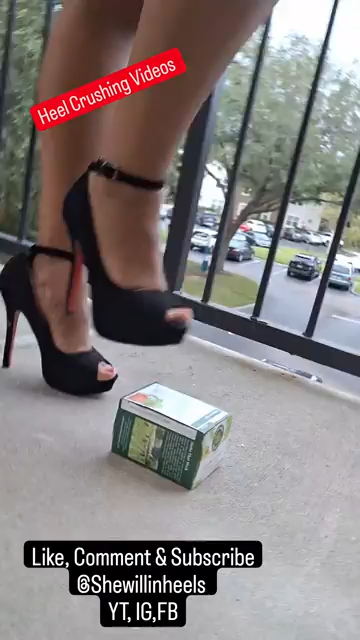 Heel Crushing Videos
Like, Comment & Subscribe
@Shewillinheels
YT, IG,FB